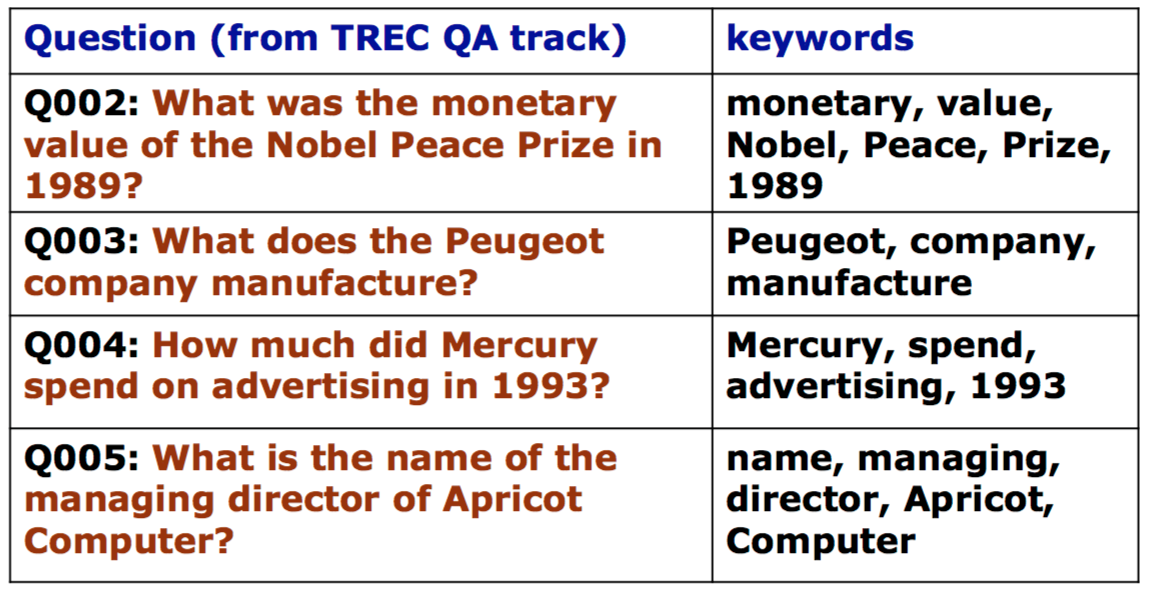 Question (from TREC QA track)
keywords
Q002: What was the monetary
value of the Nobel Peace Prize in
1989?
monetary, value,
Nobel, Peace, Prize,
1989
Q003: What does the Peugeot
company manufacture?
Peugeot, company,
manufacture
Q004: How much did Mercury
spend on advertising in 1993?
Mercury, spend,
advertising, 1993
Q005: What is the name of the
managing director of Apricot
Computer?
name, managing,
director, Apricot,
Computer